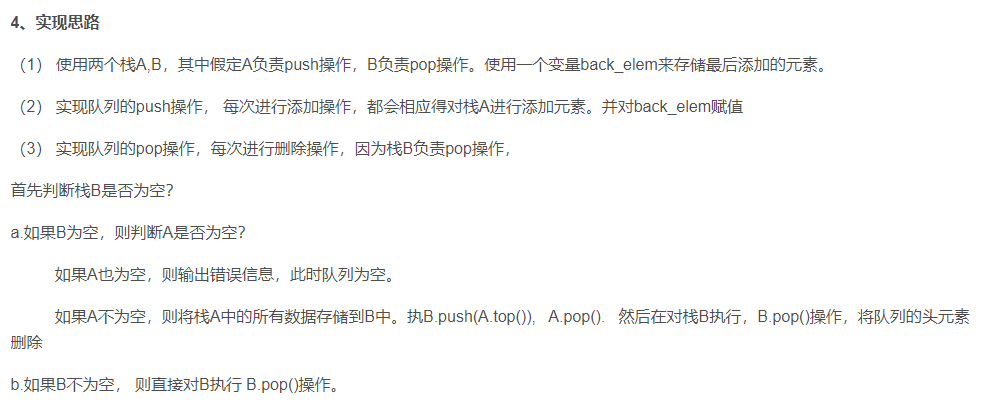 4、实现思路
（1） 使用两个栈A,B，其中假定A负责push操作，B负责pop操作。使用一个变量back_elem来存储最后添加的元素。
（2） 实现队列的push操作， 每次进行添加操作，都会相应得对栈A进行添加元素。并对back_elem赋值
（3） 实现队列的pop操作，每次进行删除操作，因为栈B负责pop操作，
首先判断栈B是否为空？
a.如果B为空，则判断A是否为空？
如果A也为空，则输出错误信息，此时队列为空。
如果A不为空，则将栈A中的所有数据存储到B中。执B.push(A.top()), A.pop(). 然后在对栈B执行，B.pop()操作，将队列的头元素
删除
b.如果B不为空， 则直接对B执行 B.pop()操作。